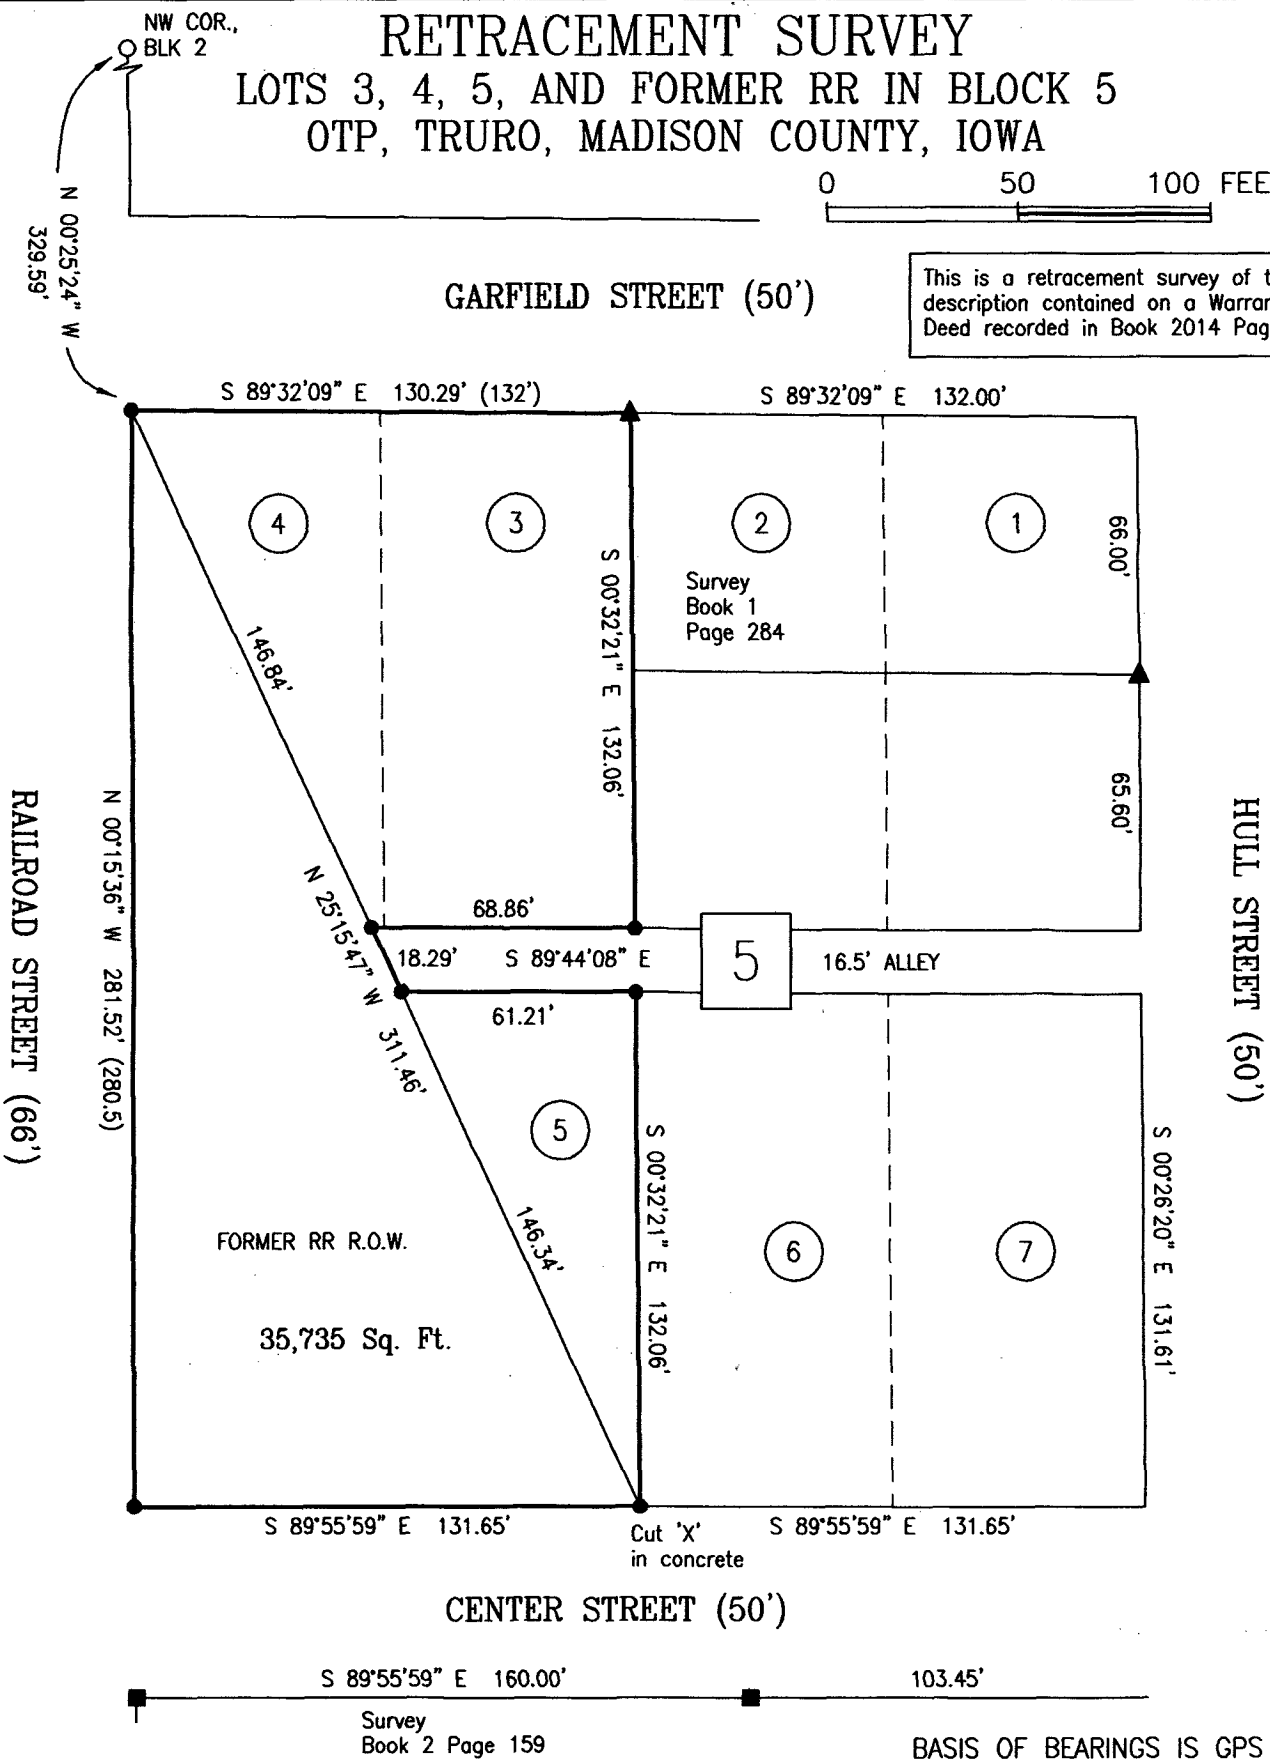 NW COR.,
BLK 2
RETRACEMENT SURVEY
LOTS 3, 4, 5, AND FORMER RR IN BLOCK 5
OTP, TRURO, MADISON COUNTY, IOWA
0 50 100 FEE
N 00°25'24" W
329.59'
GARFIELD STREET (50')
This is a retracement survey of t
description contained on a Warran
Deed recorded in Book 2014 Pag
S 89°32'09" E 130.29' (132')
S 89°32'09" E 132.00'
4
3
2
1
66.00'
S 00°32'21" E 132.06'
Survey
Book 1
Page 284
146.84'
65.60'
RAILROAD STREET (66')
N 00°15'36" W 281.52' (280.5)
HULL STREET (50')
N 25°15'47" W 311.46'
68.86'
18.29'
S 89°44'08" E
5
16.5' ALLEY
61.21'
5
S 00°32'21" E 132.06'
S 00°26'20" E 131.61'
146.34'
FORMER RR R.O.W.
6
7
35,735 Sq. Ft.
S 89°55'59" E 131.65'
Cut 'X'
in concrete
S 89°55'59" E 131.65'
CENTER STREET (50')
S 89°55'59" E 160.00'
103.45'
Survey
Book 2 Page 159
BASIS OF BEARINGS IS GPS